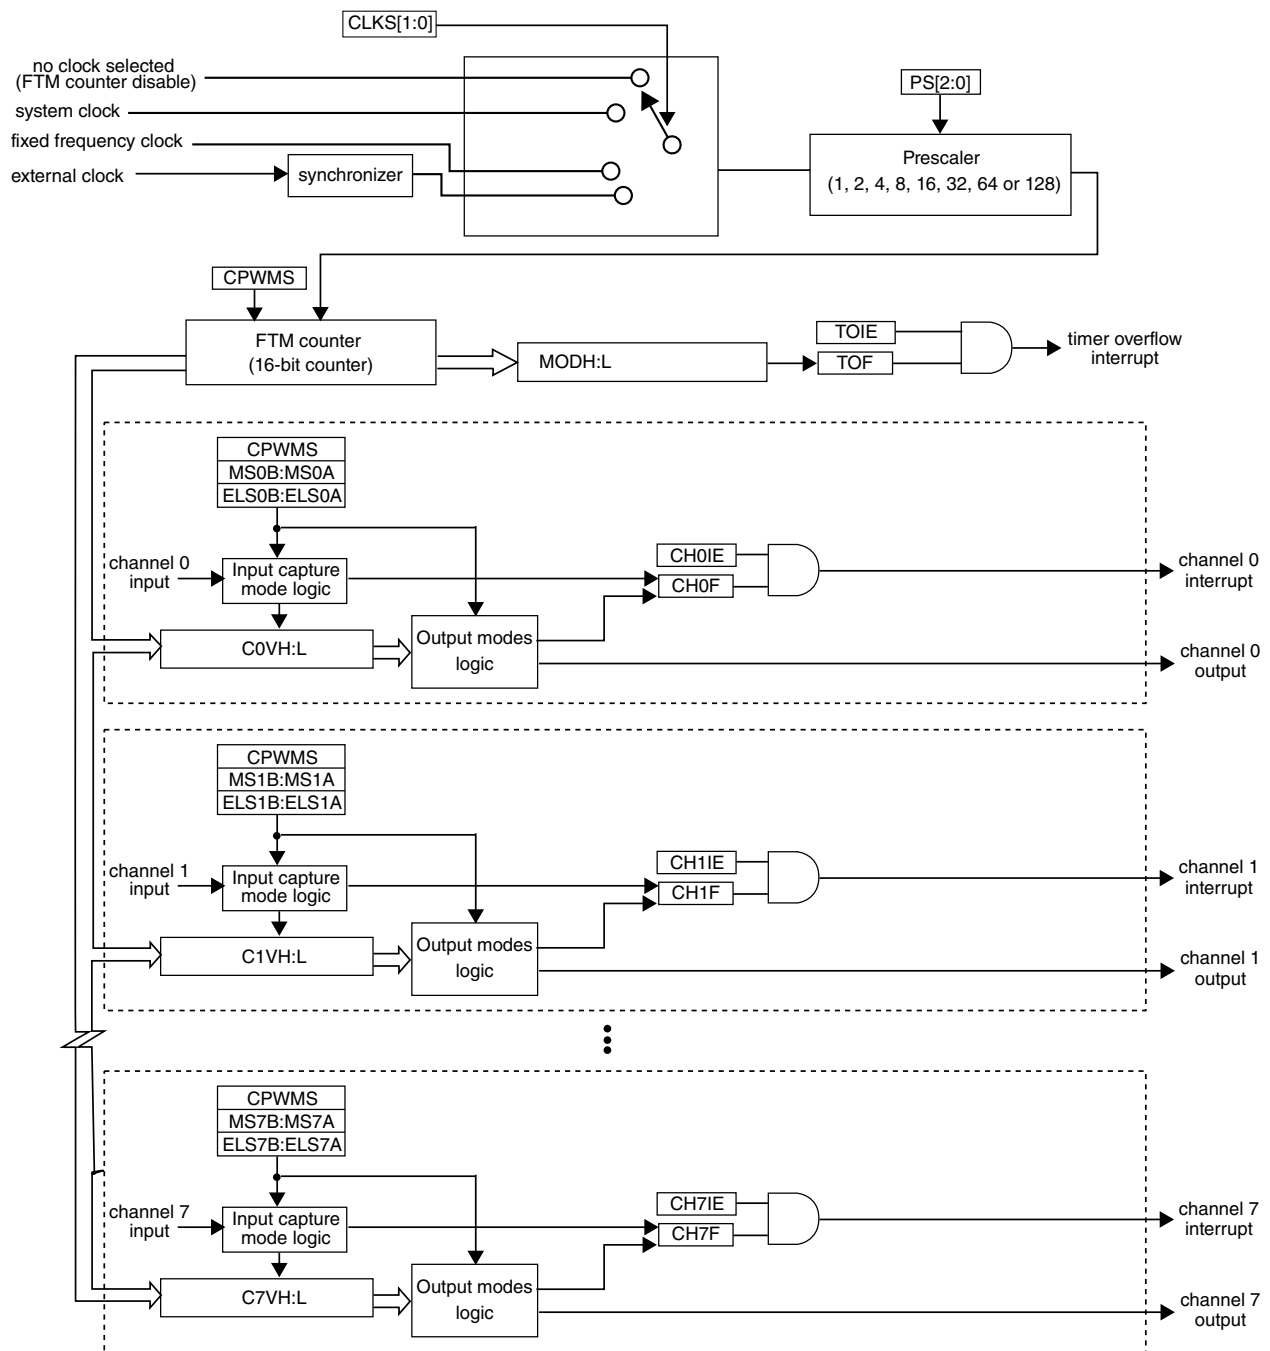 CLKS[1:0]
no clock selected
(FTM counter disable)
system clock
fixed frequency clock
external clock
synchronizer
PS[2:0]
Prescaler
(1, 2, 4, 8, 16, 32, 64 or 128)
CPWMS
FTM counter
(16-bit counter)
MODH:L
TOIE
TOF
timer overflow
interrupt
CPWMS
MS0B:MS0A
ELS0B:ELS0A
channel 0
input
Input capture
mode logic
C0VH:L
Output modes
logic
CH0IE
CH0F
channel 0
interrupt
channel 0
output
CPWMS
MS1B:MS1A
ELS1B:ELS1A
channel 1
input
Input capture
mode logic
C1VH:L
Output modes
logic
CH1IE
CH1F
channel 1
interrupt
channel 1
output
CPWMS
MS7B:MS7A
ELS7B:ELS7A
channel 7
input
Input capture
mode logic
C7VH:L
Output modes
logic
CH7IE
CH7F
channel 7
interrupt
channel 7
output